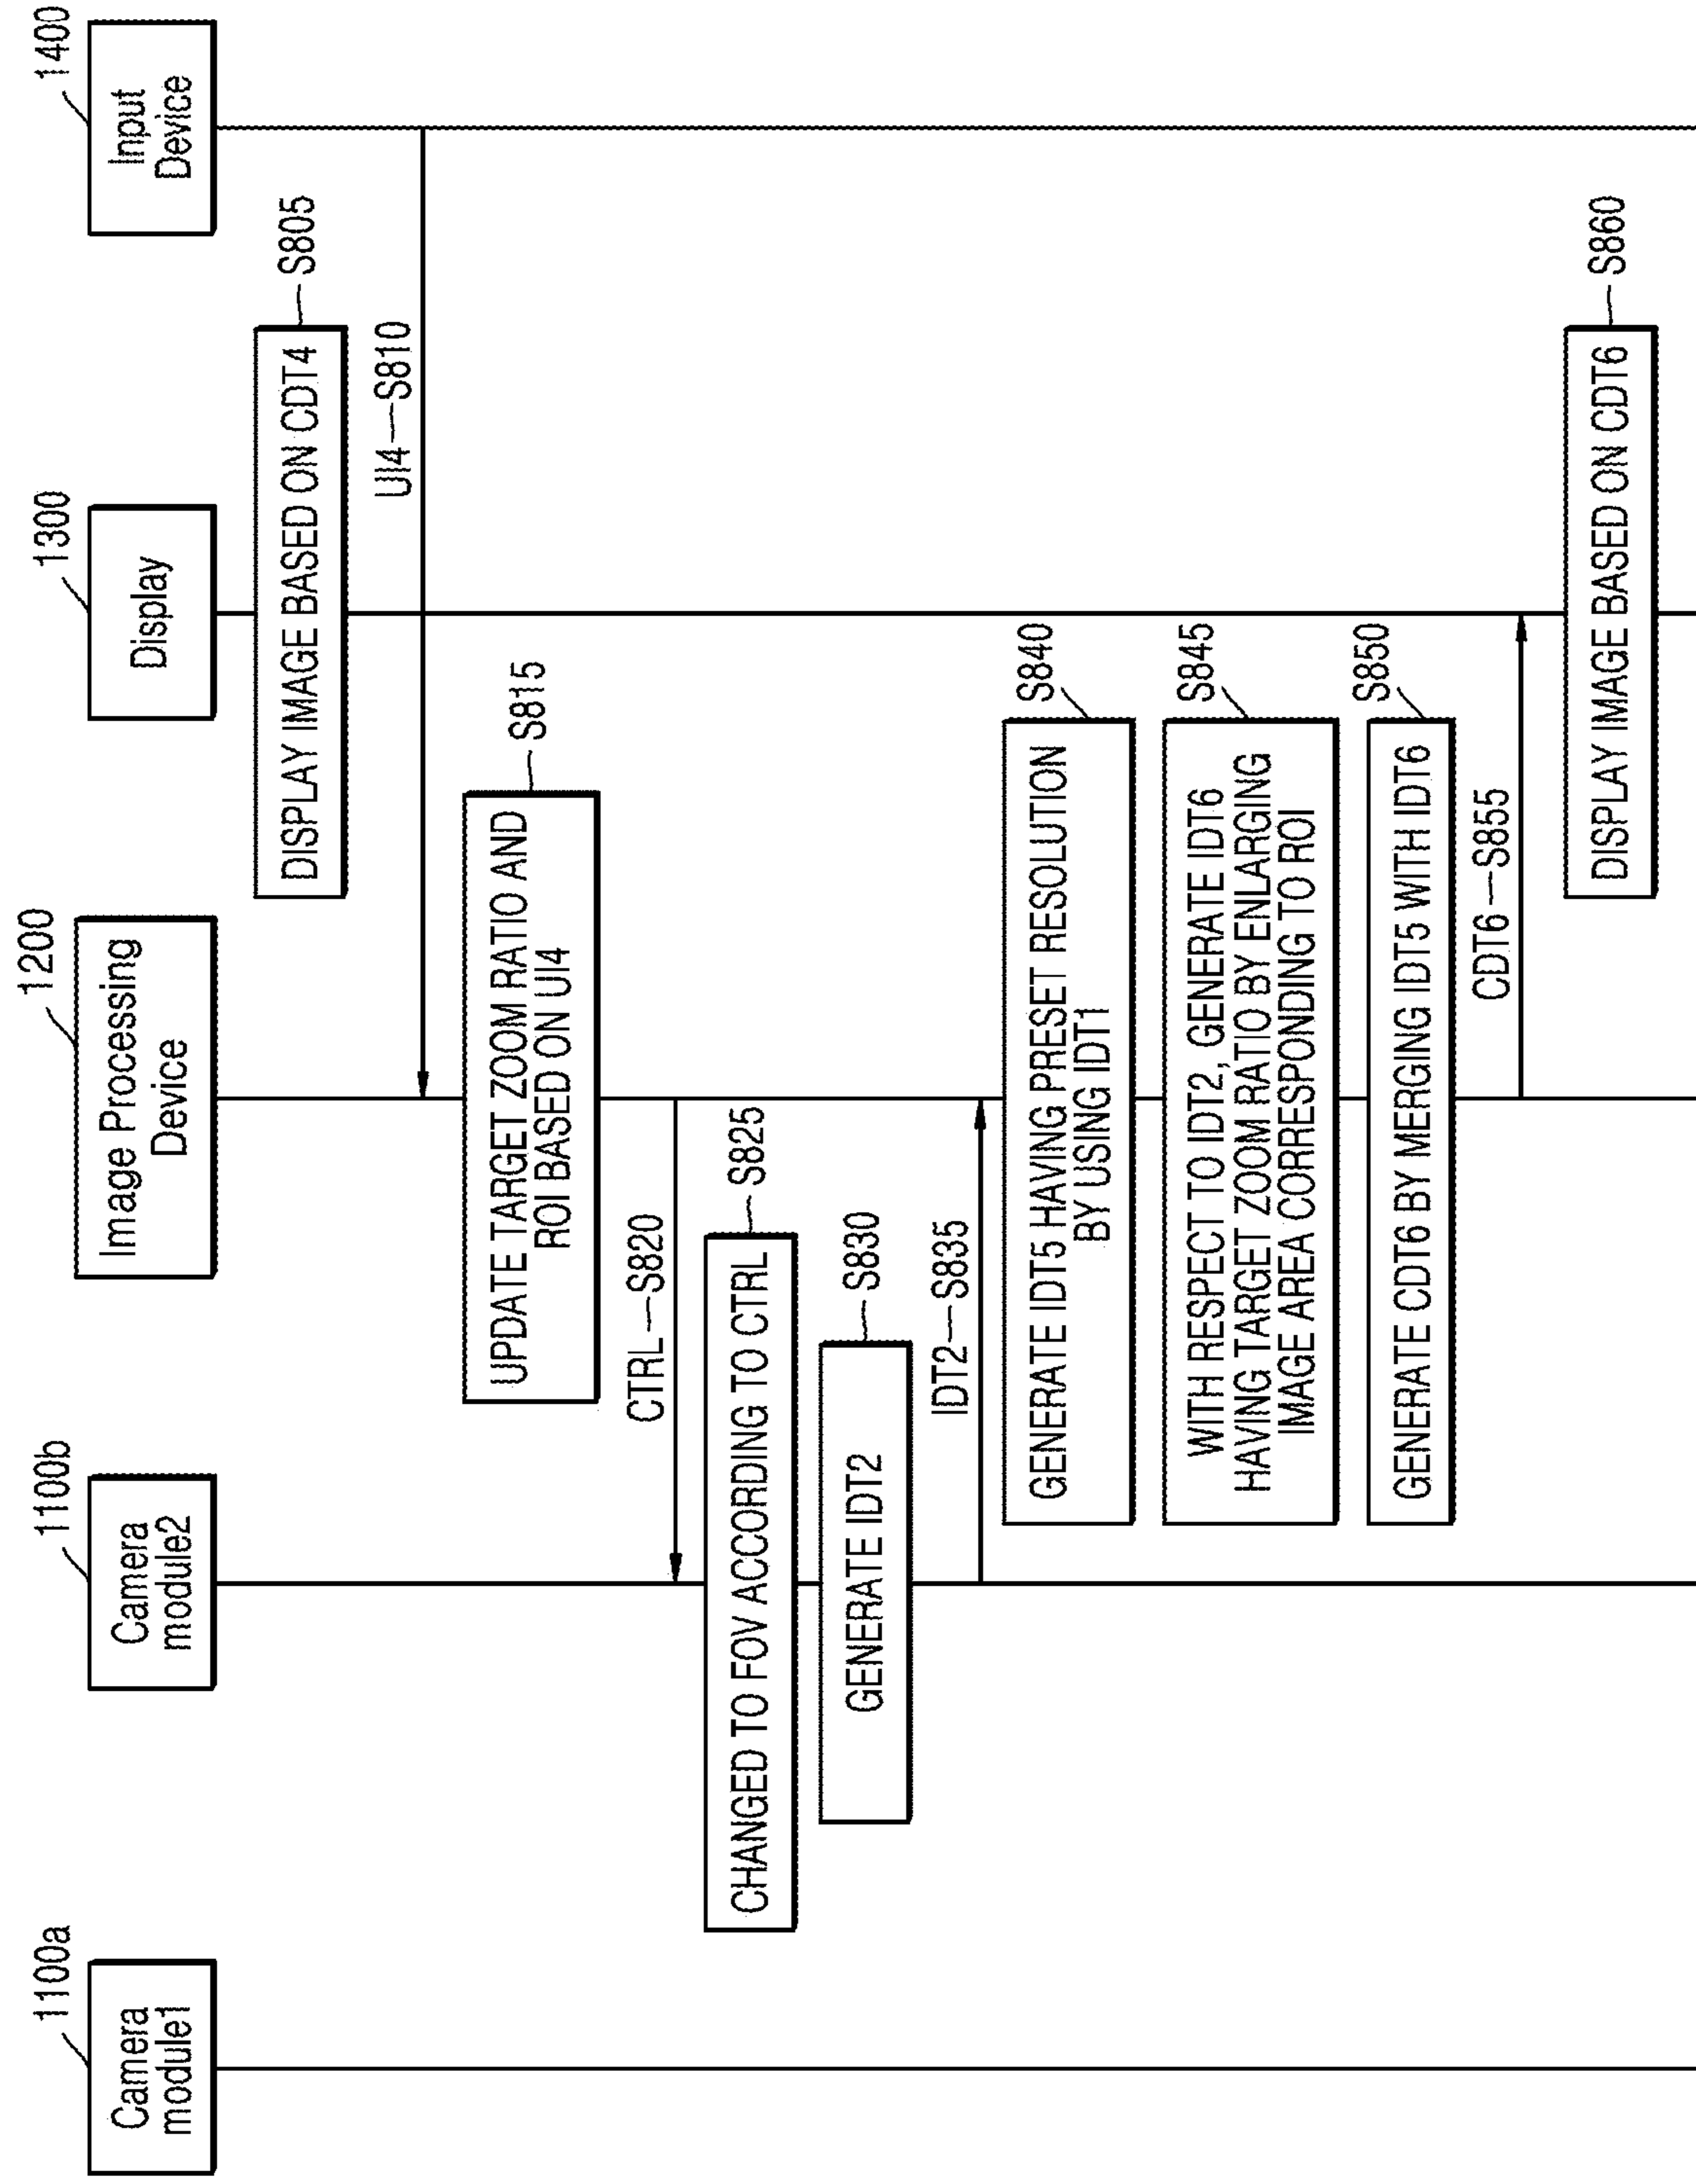 1100a
Camera
module1
1100b
Camera
module2
1200
Image Processing
Device
1300
Display
1400
Input
Device
DISPLAY IMAGE BASED ON CDT4
S805
UI4
S810
UPDATE TARGET ZOOM RATIO AND
ROI BASED ON UI4
S815
CTRL
S820
CHANGED TO FOV ACCORDING TO CTRL
S825
GENERATE IDT2
S830
IDT2
S835
GENERATE IDT5 HAVING PRESET RESOLUTION
BY USING IDT1
S840
WITH RESPECT TO IDT2, GENERATE IDT6
HAVING TARGET ZOOM RATIO BY ENLARGING
IMAGE AREA CORRESPONDING TO ROI
S845
GENERATE CDT6 BY MERGING IDT5 WITH IDT6
S850
CDT6
S855
DISPLAY IMAGE BASED ON CDT6
S860